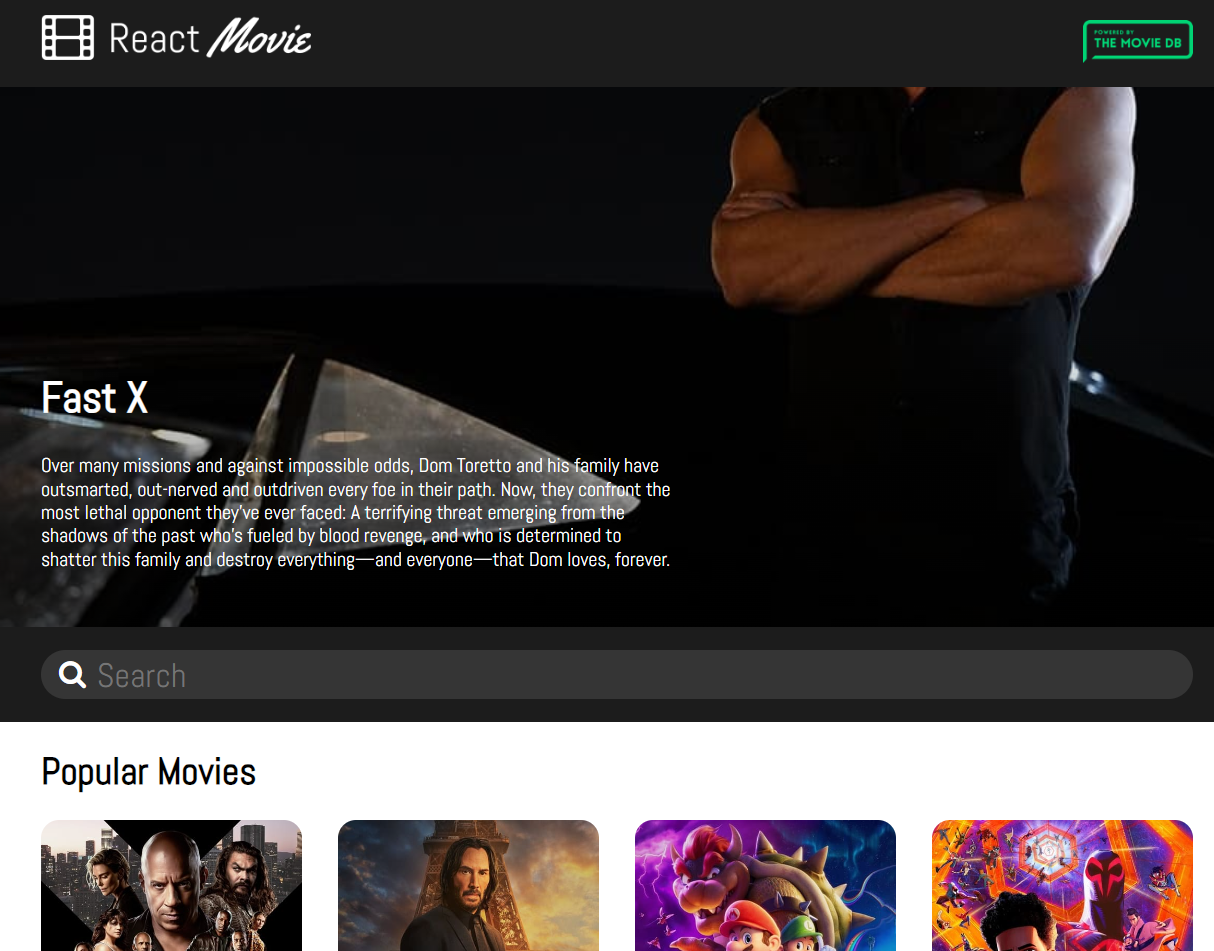 React Movie
POWERED BY
THE MOVIE DB
Fast X
Over many missions and against impossible odds, Dom Toretto and his family have
outsmarted, out-nerved and outdriven every foe in their path. Now, they confront the
most lethal opponent they've ever faced: A terrifying threat emerging from the
shadows of the past who's fueled by blood revenge, and who is determined to
shatter this family and destroy everything—and everyone—that Dom loves, forever.
Search
Popular Movies